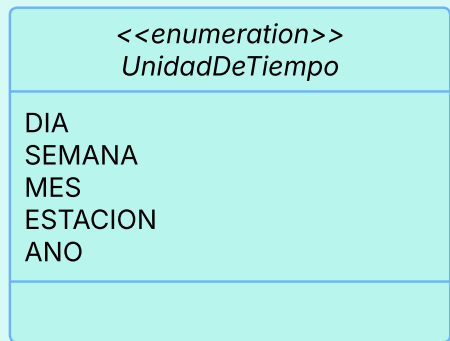 <<enumeration>>
UnidadDeTiempo
DIA
SEMANA
MES
ESTACION
ANO